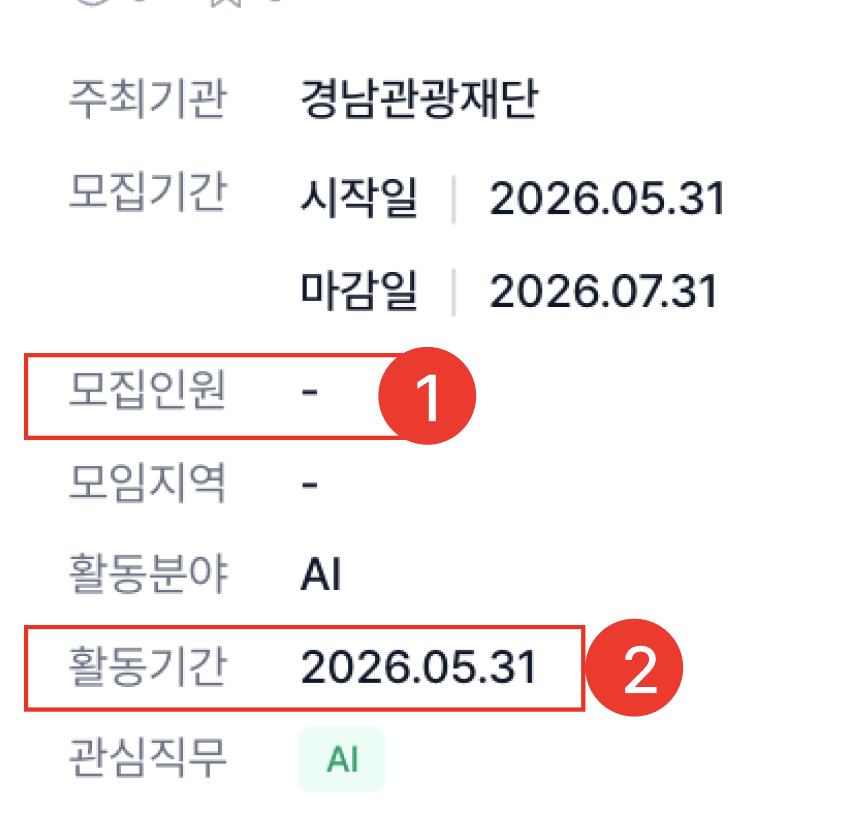 주최기관 경남관광재단
모집기간 시작일 | 2026.05.31
마감일 | 2026.07.31
모집인원 - 1
모임지역 -
활동분야 AI
활동기간 2026.05.31 2
관심직무 AI